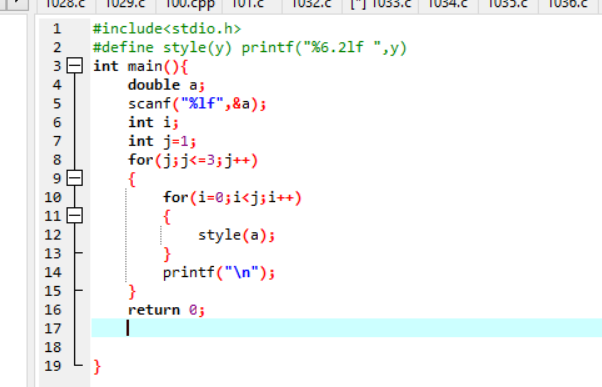 1028.c 1029.c 100.cpp 101.c 1032.c [*] 1033.c 1034.c 1035.c 1036.c
1 #include<stdio.h>
2 #define style(y) printf("%6.2lf ",y)
3 int main(){
4 double a;
5 scanf("%lf",&a);
6 int i;
7 int j=1;
8 for(j;j<=3;j++)
9 {
10 for(i=0;i<j;i++)
11 {
12 style(a);
13 }
14 printf("\n");
15 }
16 return 0;
17
18
19 }